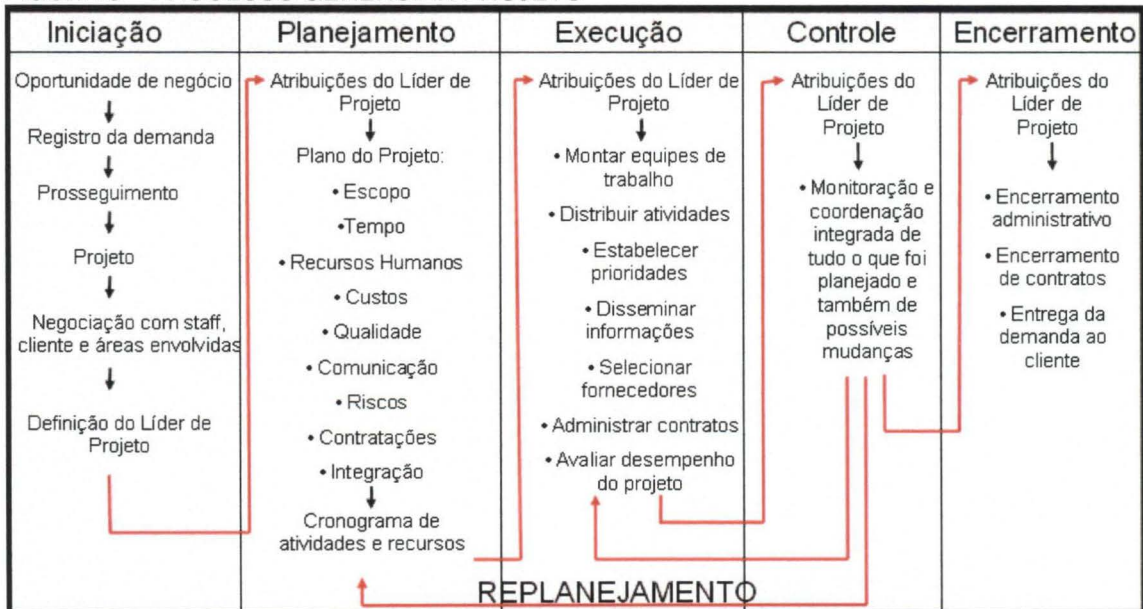 Iniciação
Oportunidade de negócio
Registro da demanda
Prosseguimento
Projeto
Negociação com staff,
cliente e áreas envolvidas
Definição do Líder de
Projeto
Planejamento
Atribuições do Líder de
Projeto
Plano do Projeto:
• Escopo
•Tempo
• Recursos Humanos
• Custos
• Qualidade
• Comunicação
• Riscos
• Contratações
• Integração
Cronograma de
atividades e recursos
Execução
Atribuições do Líder de
Projeto
• Montar equipes de
trabalho
• Distribuir atividades
• Estabelecer
prioridades
• Disseminar
informações
• Selecionar
fornecedores
• Administrar contratos
• Avaliar desempenho
do projeto
Controle
Atribuições do
Líder de
Projeto
• Monitoração e
coordenação
integrada de
tudo o que foi
planejado e
também de
possíveis
mudanças
Encerramento
Atribuições do
Líder de
Projeto
• Encerramento
administrativo
• Encerramento
de contratos
• Entrega da
demanda ao
cliente
REPLANEJAMENTO